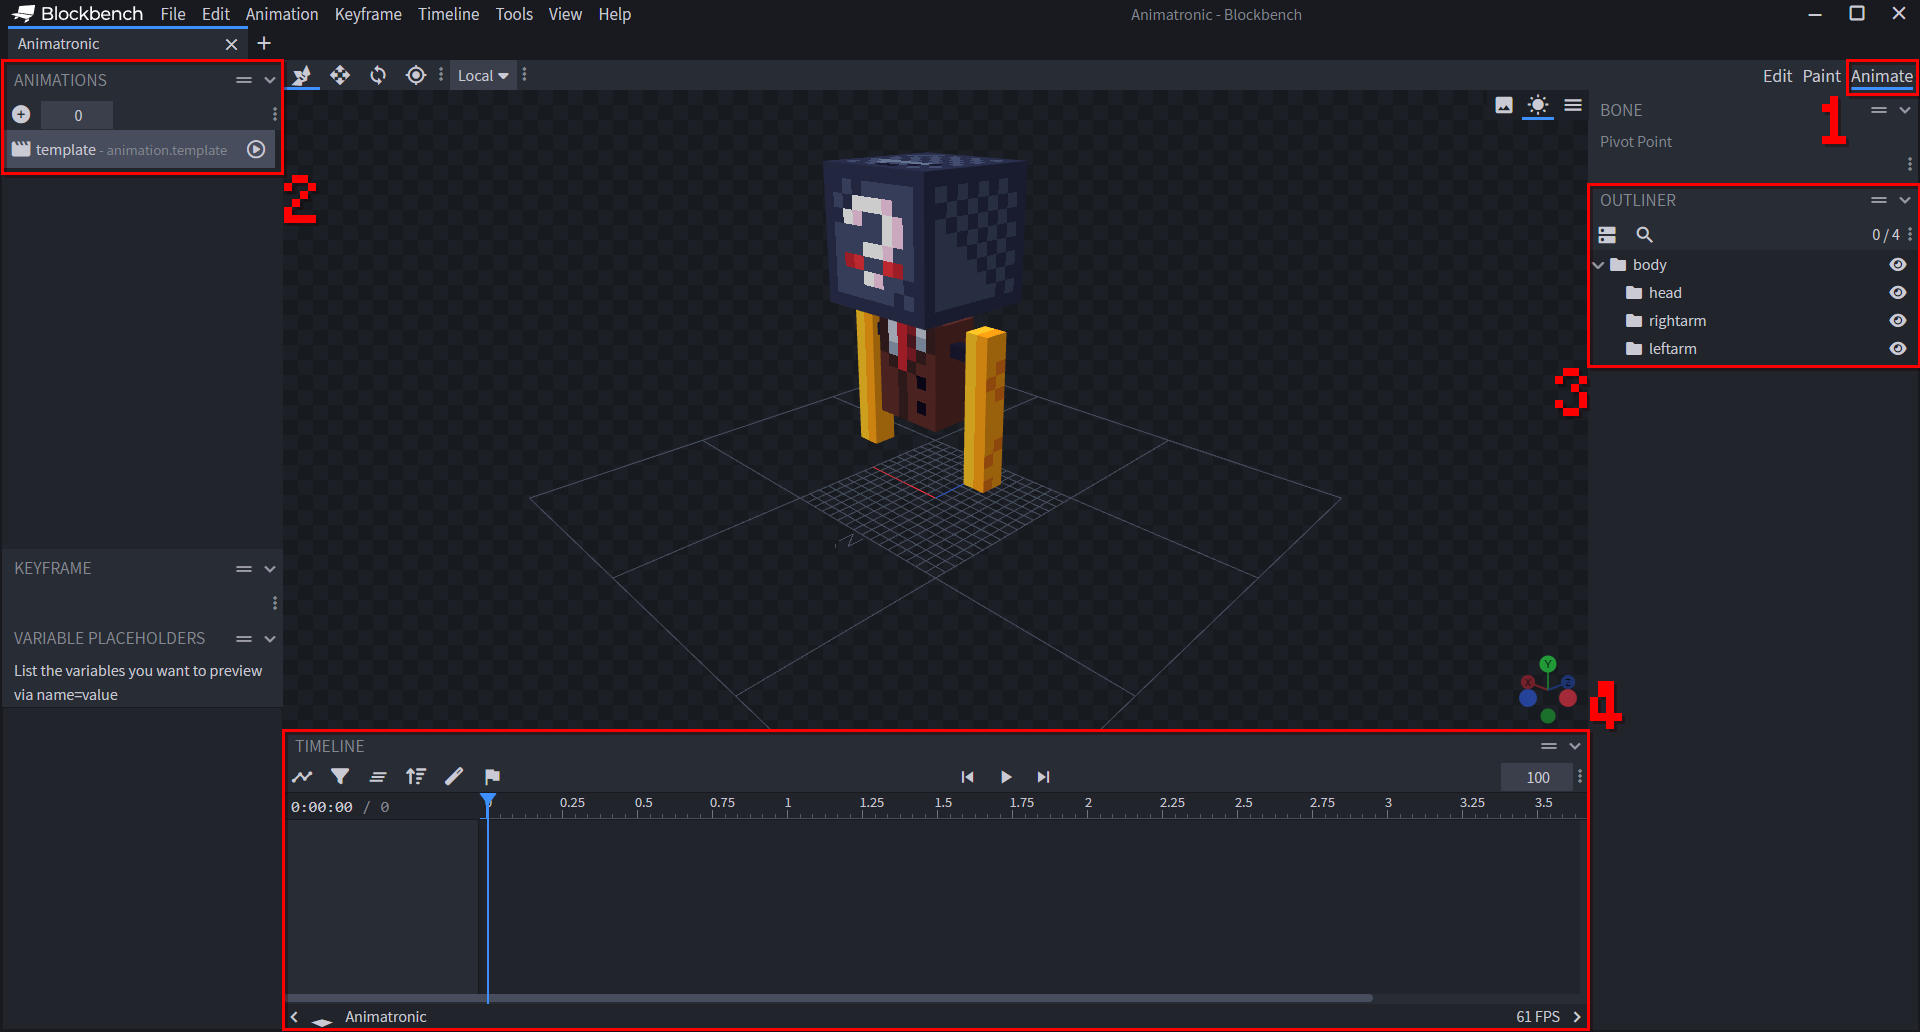 Blockbench File Edit Animation Keyframe Timeline Tools View Help Animatronic - Blockbench
Animatronic
ANIMATIONS
Local
Edit Paint Animate
0
1
BONE
template - animation.template
Pivot Point
2
OUTLINER
0 / 4
body
head
rightarm
leftarm
3
KEYFRAME
VARIABLE PLACEHOLDERS
List the variables you want to preview
via name=value
Y
X
Z
4
TIMELINE
100
0:00:00 / 0
0.25 0.5 0.75 1 1.25 1.5 1.75 2 2.25 2.5 2.75 3 3.25 3.5
Animatronic
61 FPS